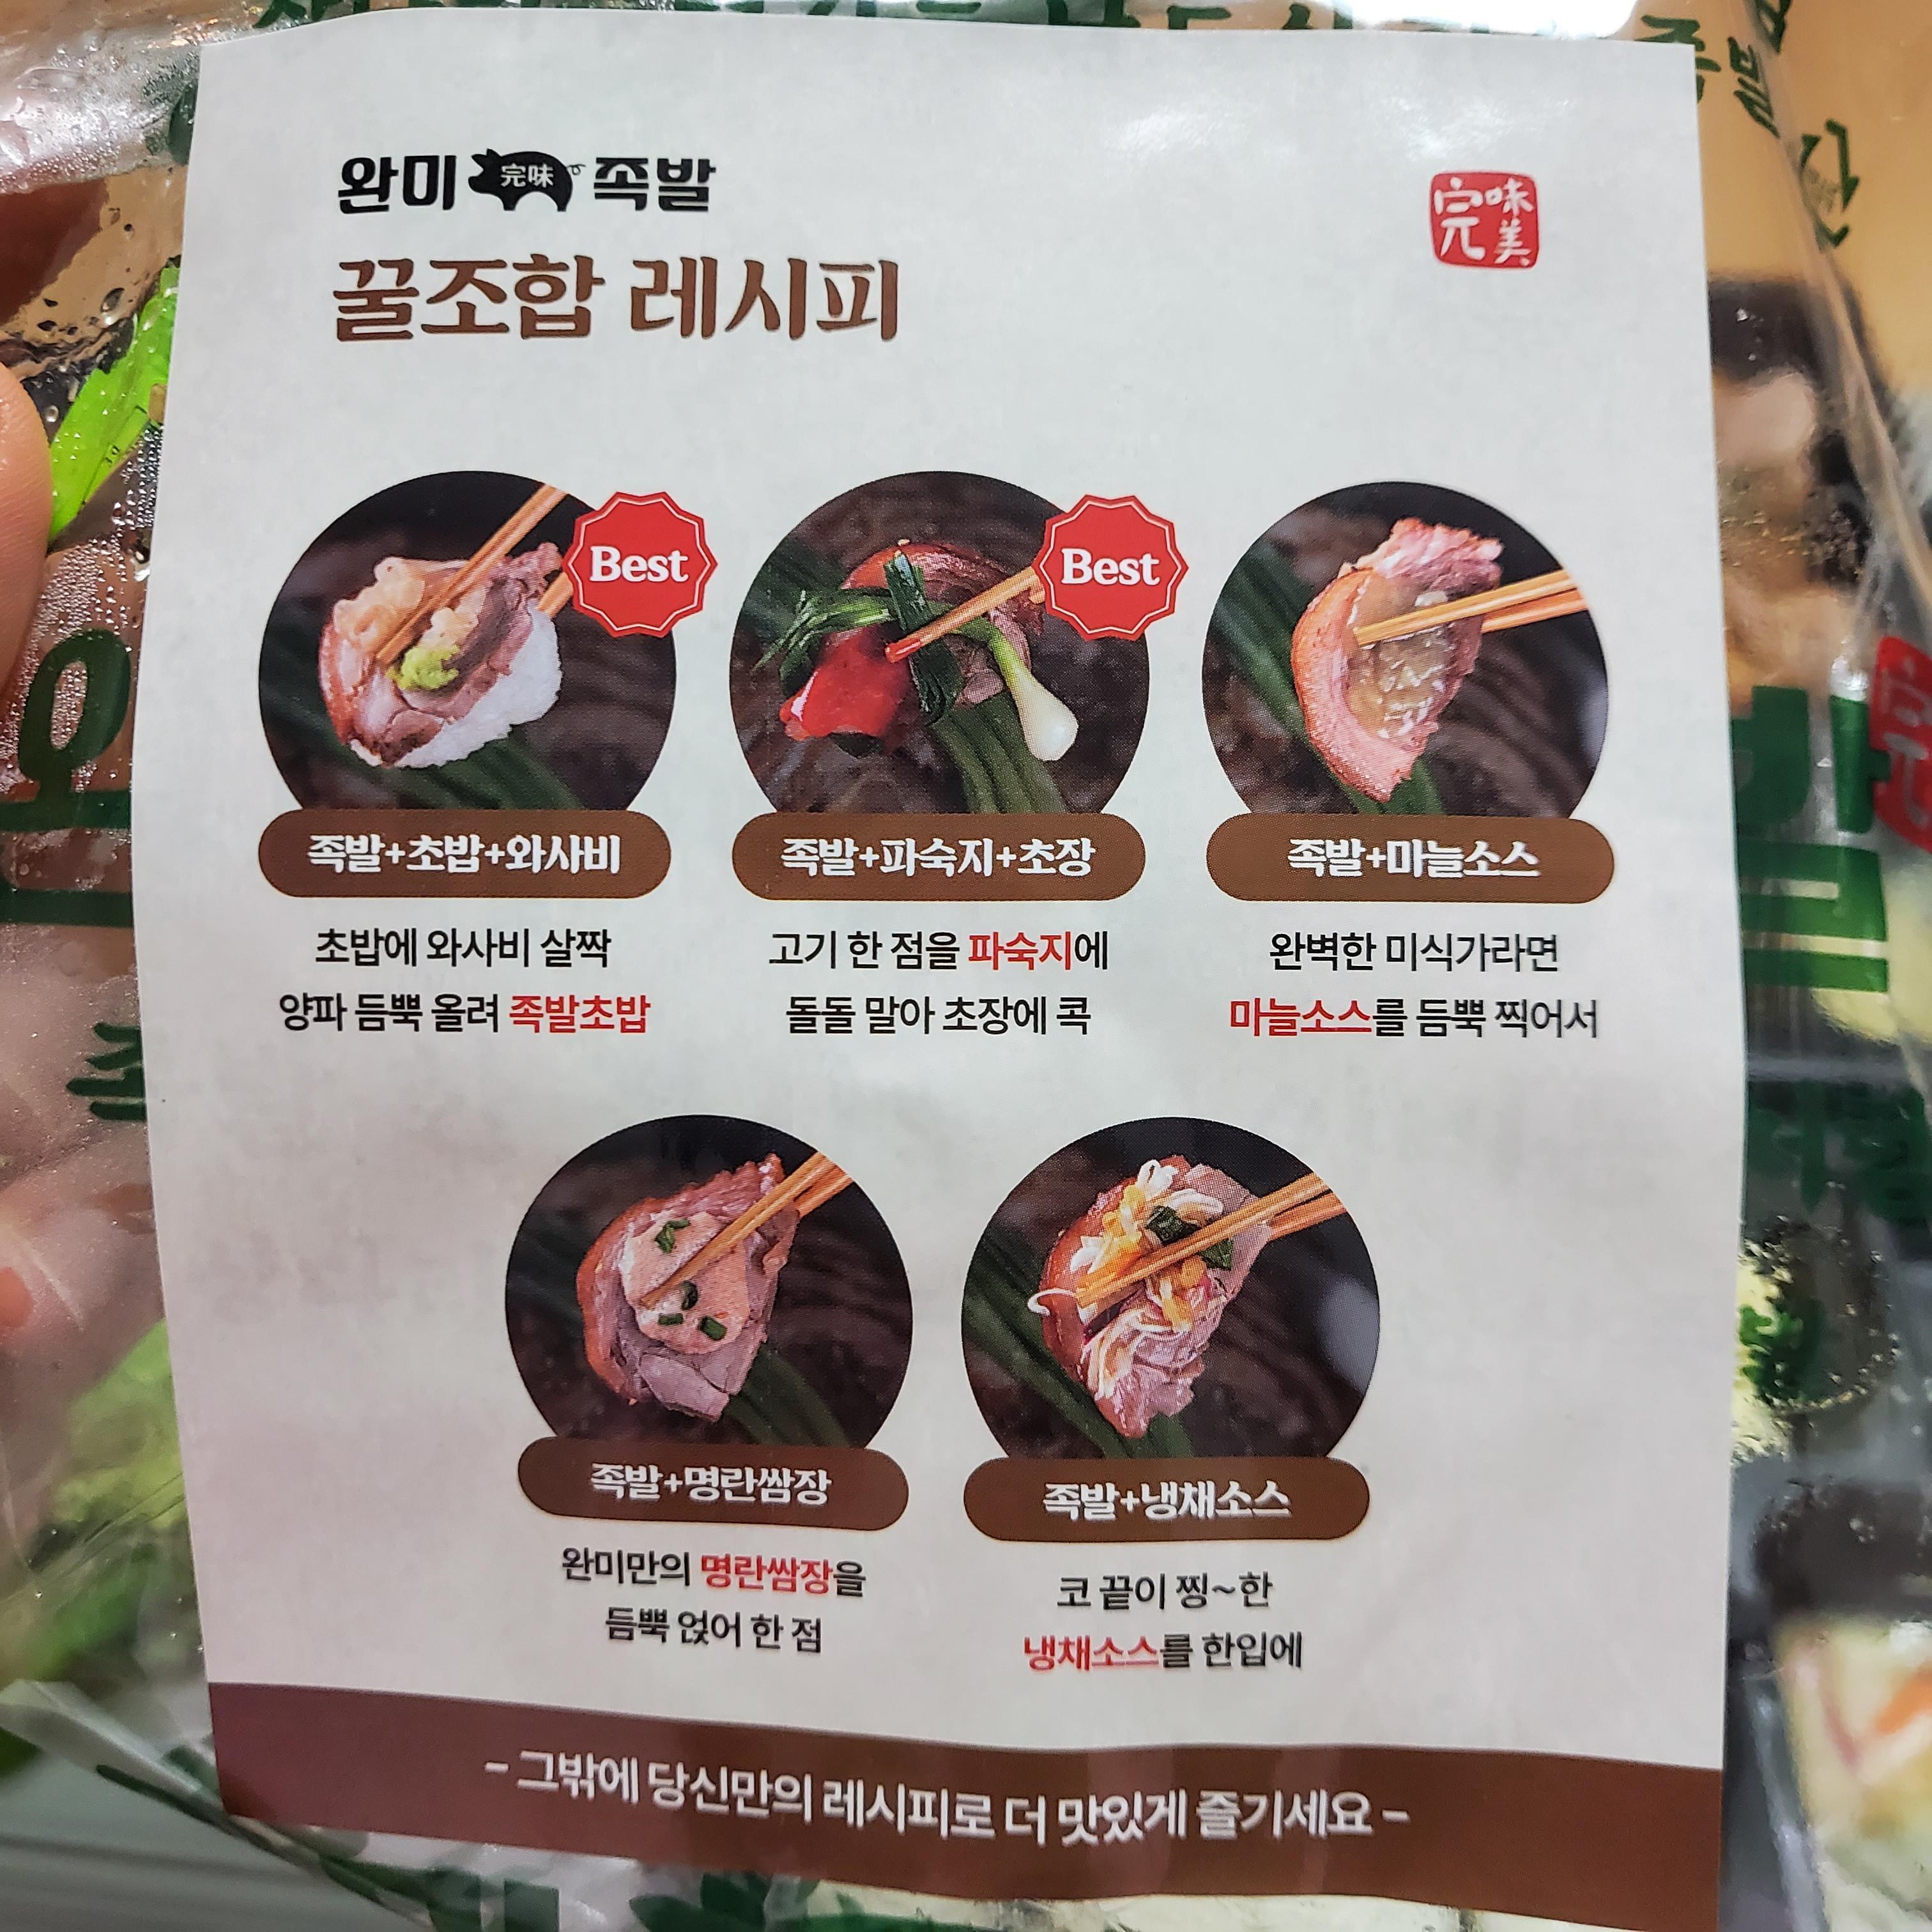 완미 完味 족발
完味
完美
꿀조합 레시피
Best
Best
족발+초밥+와사비
족발+파숙지+초장
족발+마늘소스
초밥에 와사비 살짝
양파 듬뿍 올려 족발초밥
고기 한 점을 파숙지에
돌돌 말아 초장에 콕
완벽한 미식가라면
마늘소스를 듬뿍 찍어서
족발+명란쌈장
족발+냉채소스
완미만의 명란쌈장을
듬뿍 얹어 한 점
코 끝이 찡~한
냉채소스를 한입에
- 그밖에 당신만의 레시피로 더 맛있게 즐기세요 -